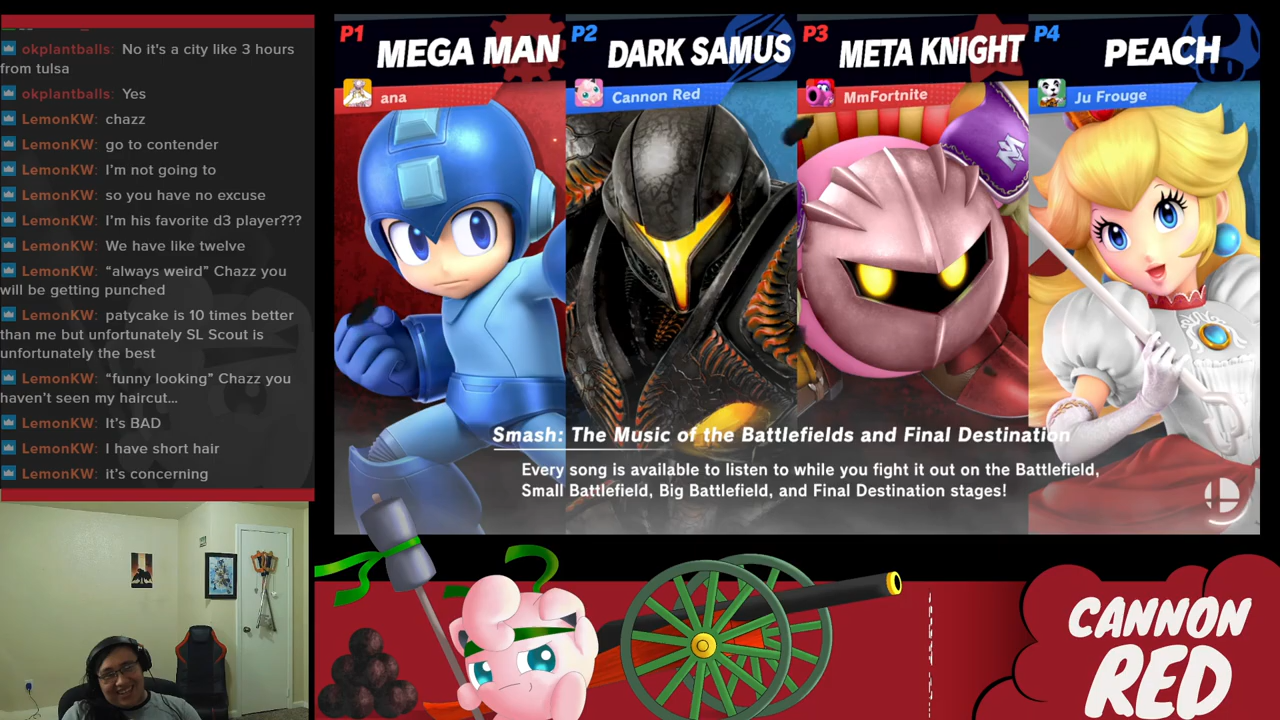 okplantballs: No it's a city like 3 hours
from tulsa
okplantballs: Yes
LemonKW: chazz
LemonKW: go to contender
LemonKW: I'm not going to
LemonKW: so you have no excuse
LemonKW: I'm his favorite d3 player???
LemonKW: We have like twelve
LemonKW: “always weird” Chazz you
will be getting punched
LemonKW: patycake is 10 times better
than me but unfortunately SL Scout is
unfortunately the best
LemonKW: “funny looking” Chazz you
haven't seen my haircut...
LemonKW: It's BAD
LemonKW: I have short hair
LemonKW: it's concerning
P1 MEGA MAN
ana
P2 DARK SAMUS
Cannon Red
P3 META KNIGHT
MmFortnite
P4 PEACH
Ju Frouge
Smash: The Music of the Battlefields and Final Destination
Every song is available to listen to while you fight it out on the Battlefield,
Small Battlefield, Big Battlefield, and Final Destination stages!
CANNON
RED